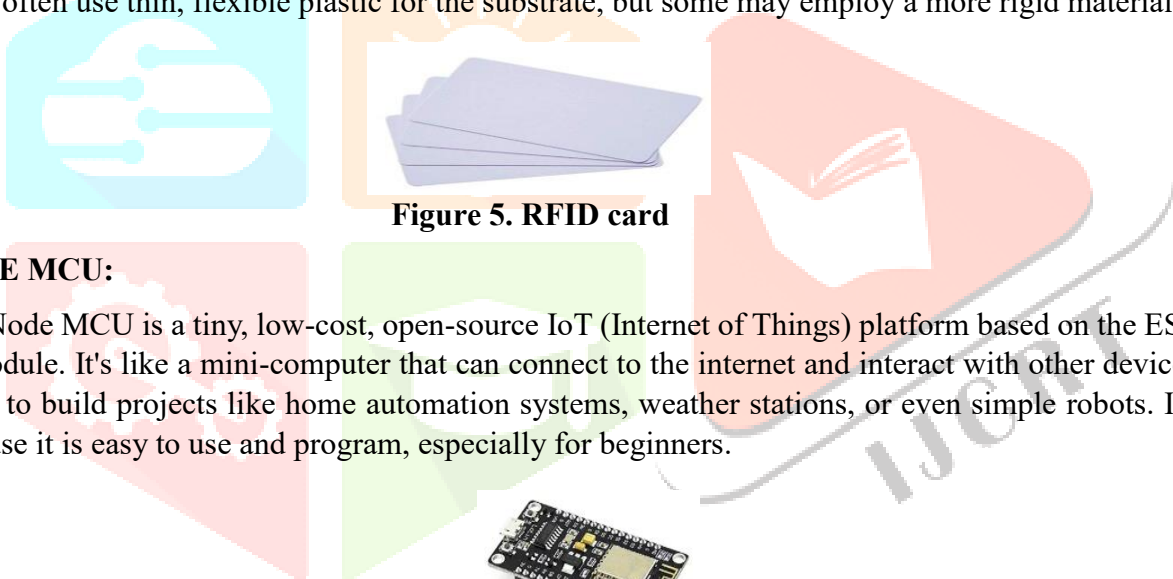 often use thin, flexible plastic for the substrate, but some may employ a more rigid material
Figure 5. RFID card
E MCU:
Node MCU is a tiny, low-cost, open-source IoT (Internet of Things) platform based on the ES
dule. It's like a mini-computer that can connect to the internet and interact with other devic
to build projects like home automation systems, weather stations, or even simple robots. I
se it is easy to use and program, especially for beginners.
IJCRT